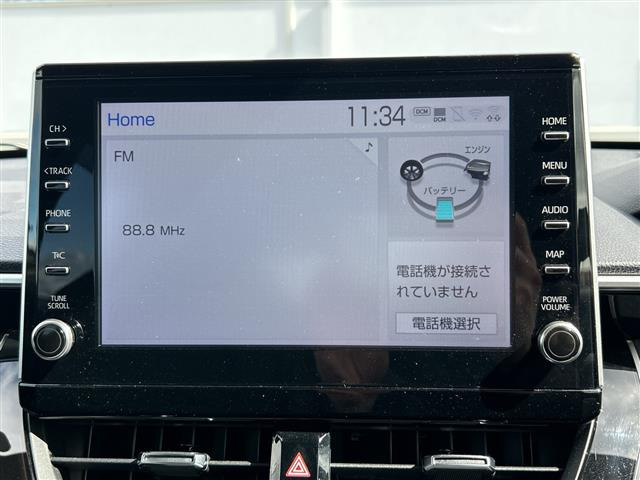 CH >
< TRACK
PHONE
T&C
TUNE
SCROLL
Home
11:34
DCM
DCM
FM
88.8 MHz
エンジン
バッテリー
電話機が接続さ
れていません
電話機選択
HOME
MENU
AUDIO
MAP
POWER
VOLUME